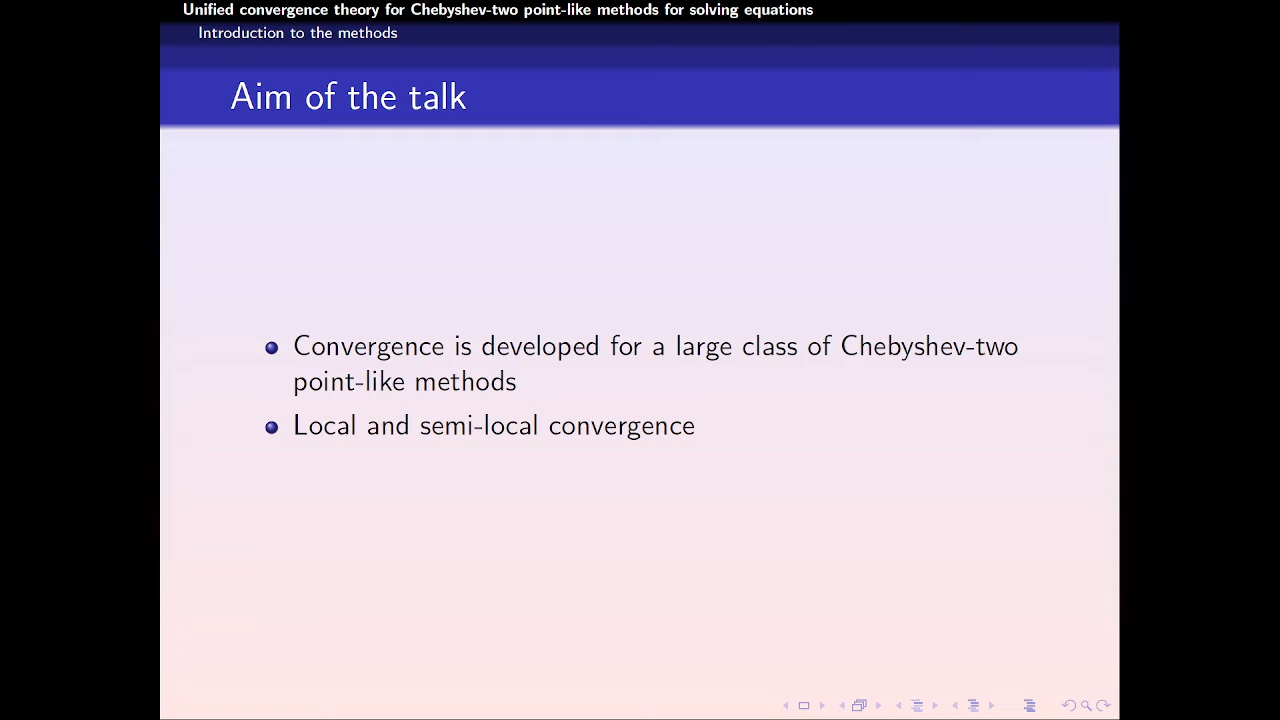 Unified convergence theory for Chebyshev-two point-like methods for solving equations
Introduction to the methods
Aim of the talk
Convergence is developed for a large class of Chebyshev-two
point-like methods
Local and semi-local convergence